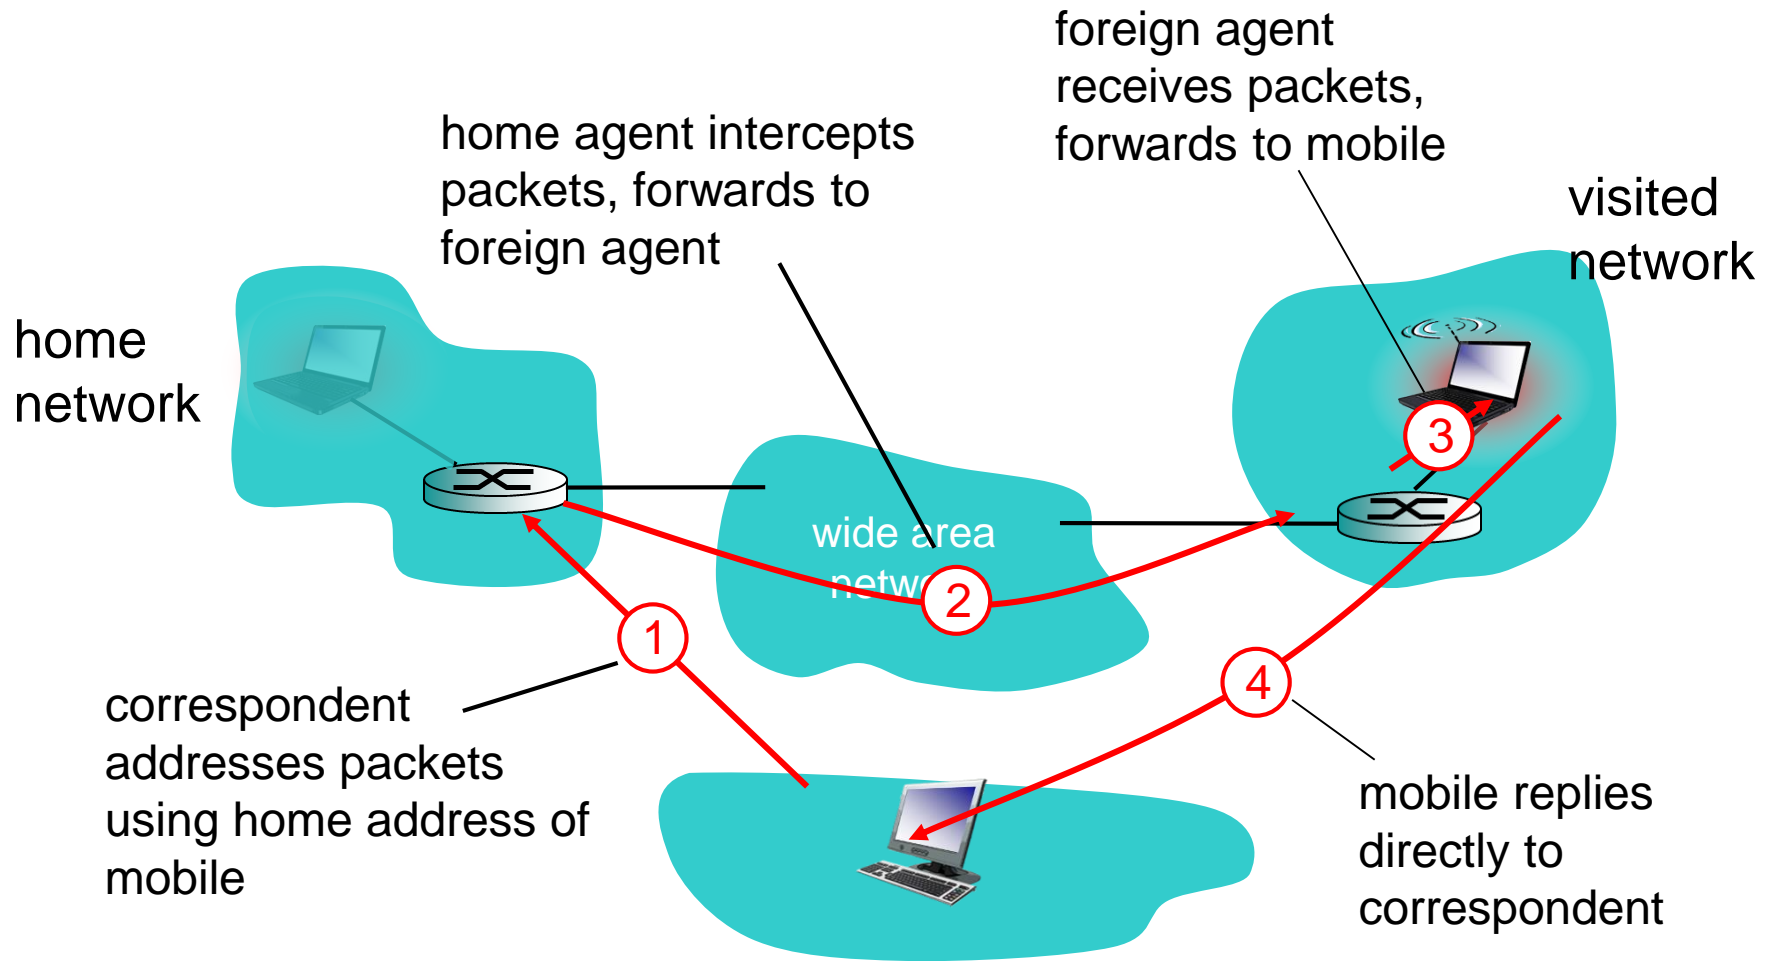 foreign agent
receives packets,
forwards to mobile
home agent intercepts
packets, forwards to
foreign agent
visited
network
home
network
wide area
network
3
2
1
4
correspondent
addresses packets
using home address of
mobile
mobile replies
directly to
correspondent